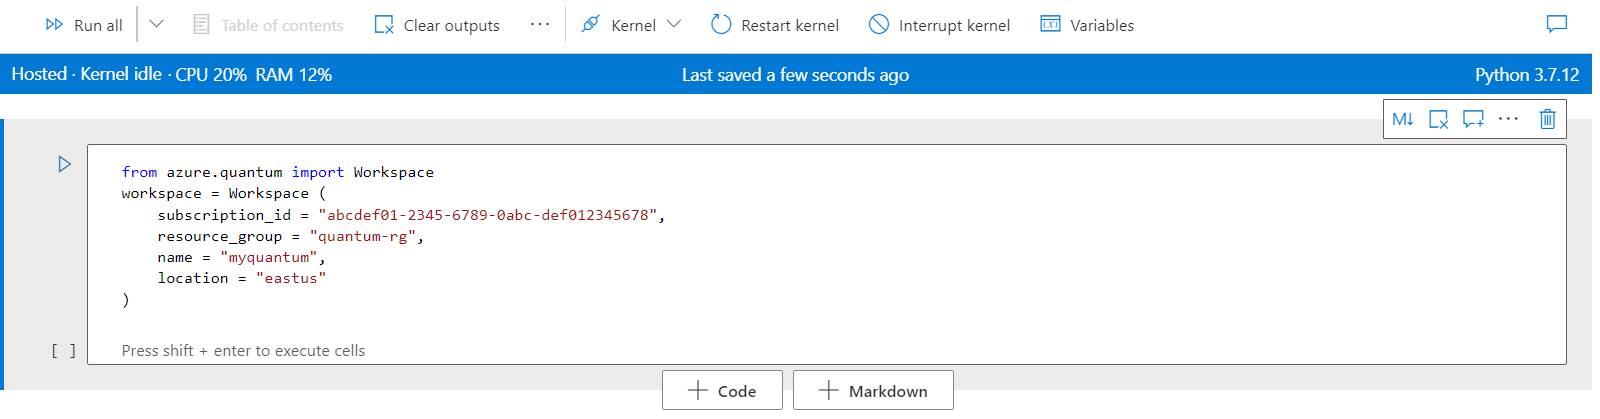 Run all Table of contents Clear outputs ··· Kernel Restart kernel Interrupt kernel Variables
Hosted · Kernel idle · CPU 20% RAM 12% Last saved a few seconds ago Python 3.7.12
M↓ ···
from azure.quantum import Workspace
workspace = Workspace (
    subscription_id = "abcdef01-2345-6789-0abc-def012345678",
    resource_group = "quantum-rg",
    name = "myquantum",
    location = "eastus"
)
[ ] Press shift + enter to execute cells
+ Code + Markdown